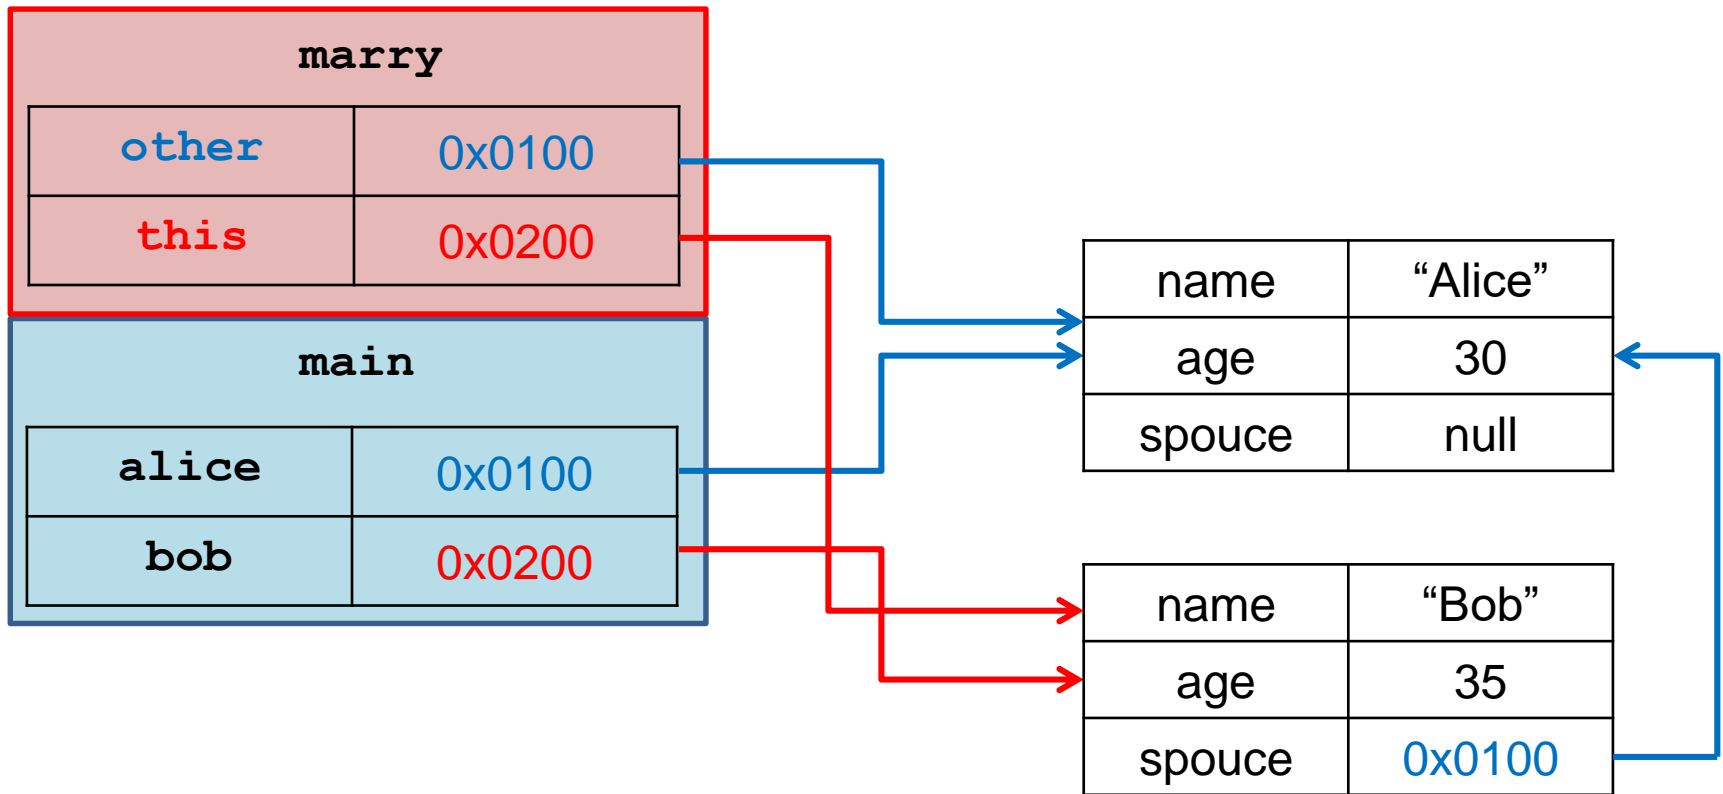 marry
other 0x0100
this 0x0200
main
alice 0x0100
bob 0x0200
name “Alice”
age 30
spouce null
name “Bob”
age 35
spouce 0x0100